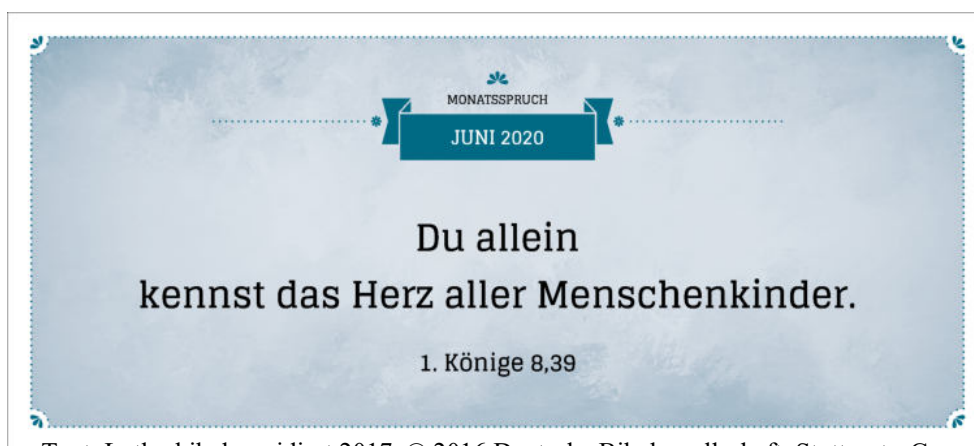 MONATSSPRUCH
JUNI 2020
Du allein
kennst das Herz aller Menschenkinder.
1. Könige 8,39